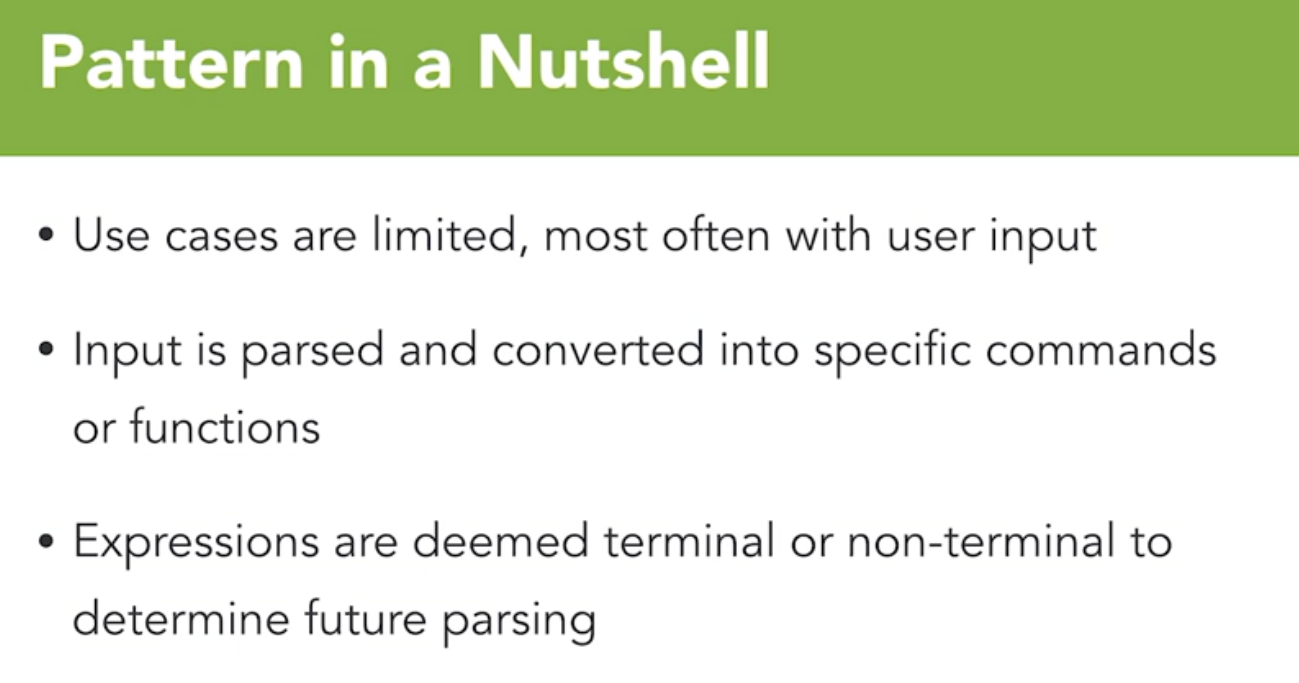 Pattern in a Nutshell
• Use cases are limited, most often with user input
• Input is parsed and converted into specific commands
or functions
• Expressions are deemed terminal or non-terminal to
determine future parsing